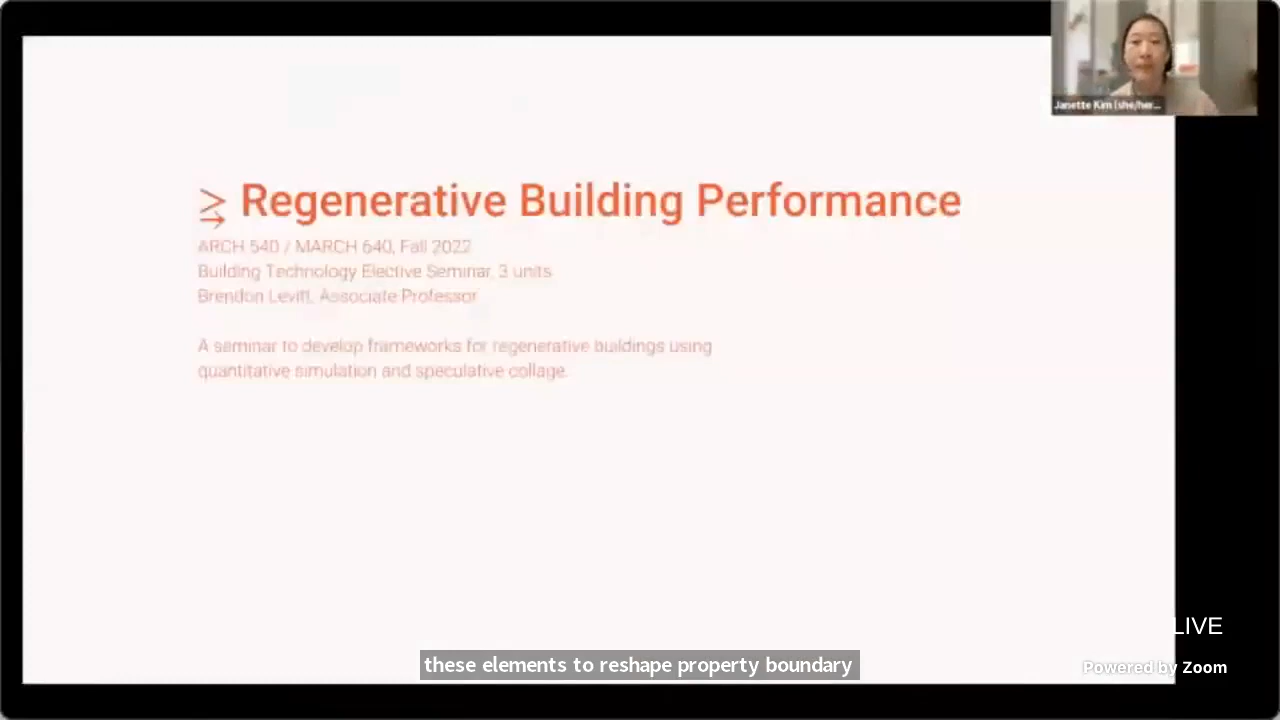 Janette Kim (she/her...
Regenerative Building Performance
ARCH 540 / MARCH 640, Fall 2022
Building Technology Elective Seminar, 3 units
Brendon Levitt, Associate Professor
A seminar to develop frameworks for regenerative buildings using
quantitative simulation and speculative collage.
LIVE
these elements to reshape property boundary
Powered by Zoom